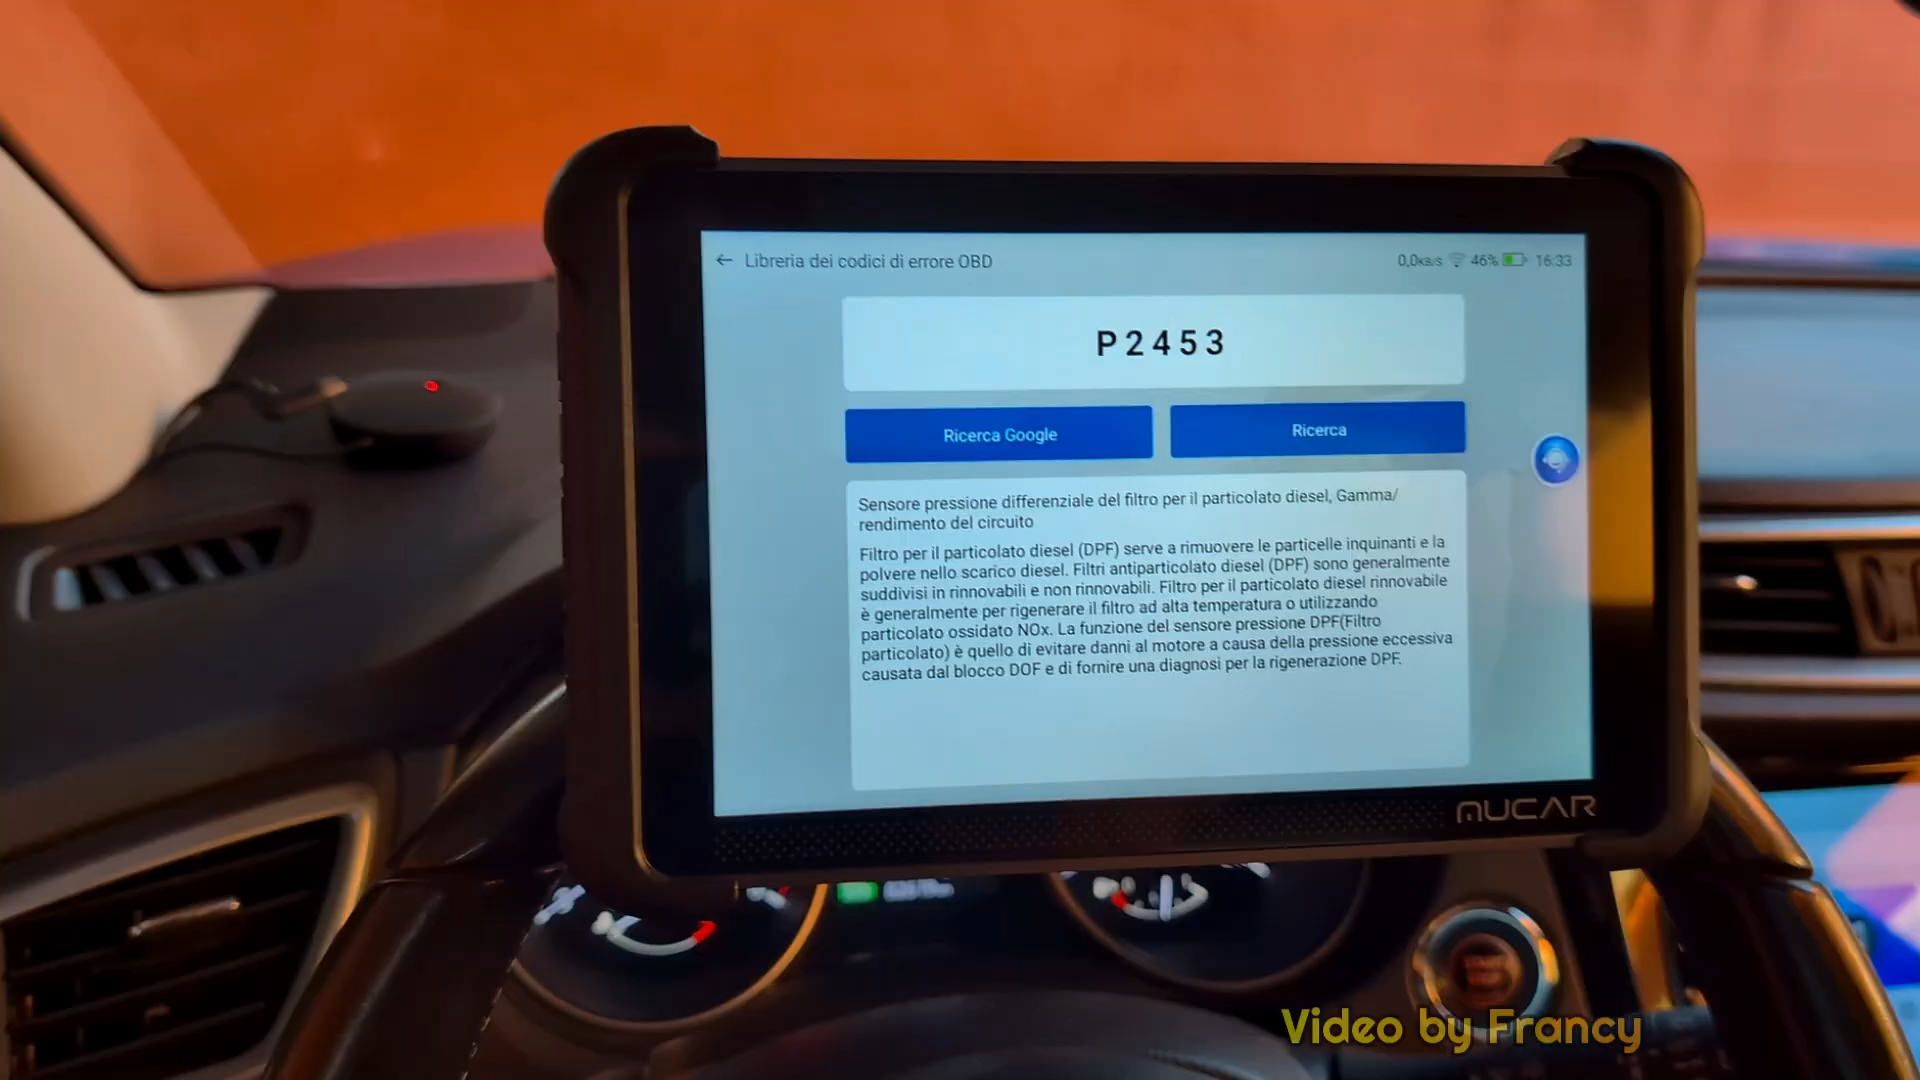 Libreria dei codici di errore OBD
0,0KB/s 46% 16:33
P2453
Ricerca Google
Ricerca
Sensore pressione differenziale del filtro per il particolato diesel, Gamma/
rendimento del circuito
Filtro per il particolato diesel (DPF) serve a rimuovere le particelle inquinanti e la
polvere nello scarico diesel. Filtri antiparticolato diesel (DPF) sono generalmente
suddivisi in rinnovabili e non rinnovabili. Filtro per il particolato diesel rinnovabile
è generalmente per rigenerare il filtro ad alta temperatura o utilizzando
particolato ossidato NOx. La funzione del sensore pressione DPF(Filtro
particolato) è quello di evitare danni al motore a causa della pressione eccessiva
causata dal blocco DOF e di fornire una diagnosi per la rigenerazione DPF.
MUCAR
Video by Francy